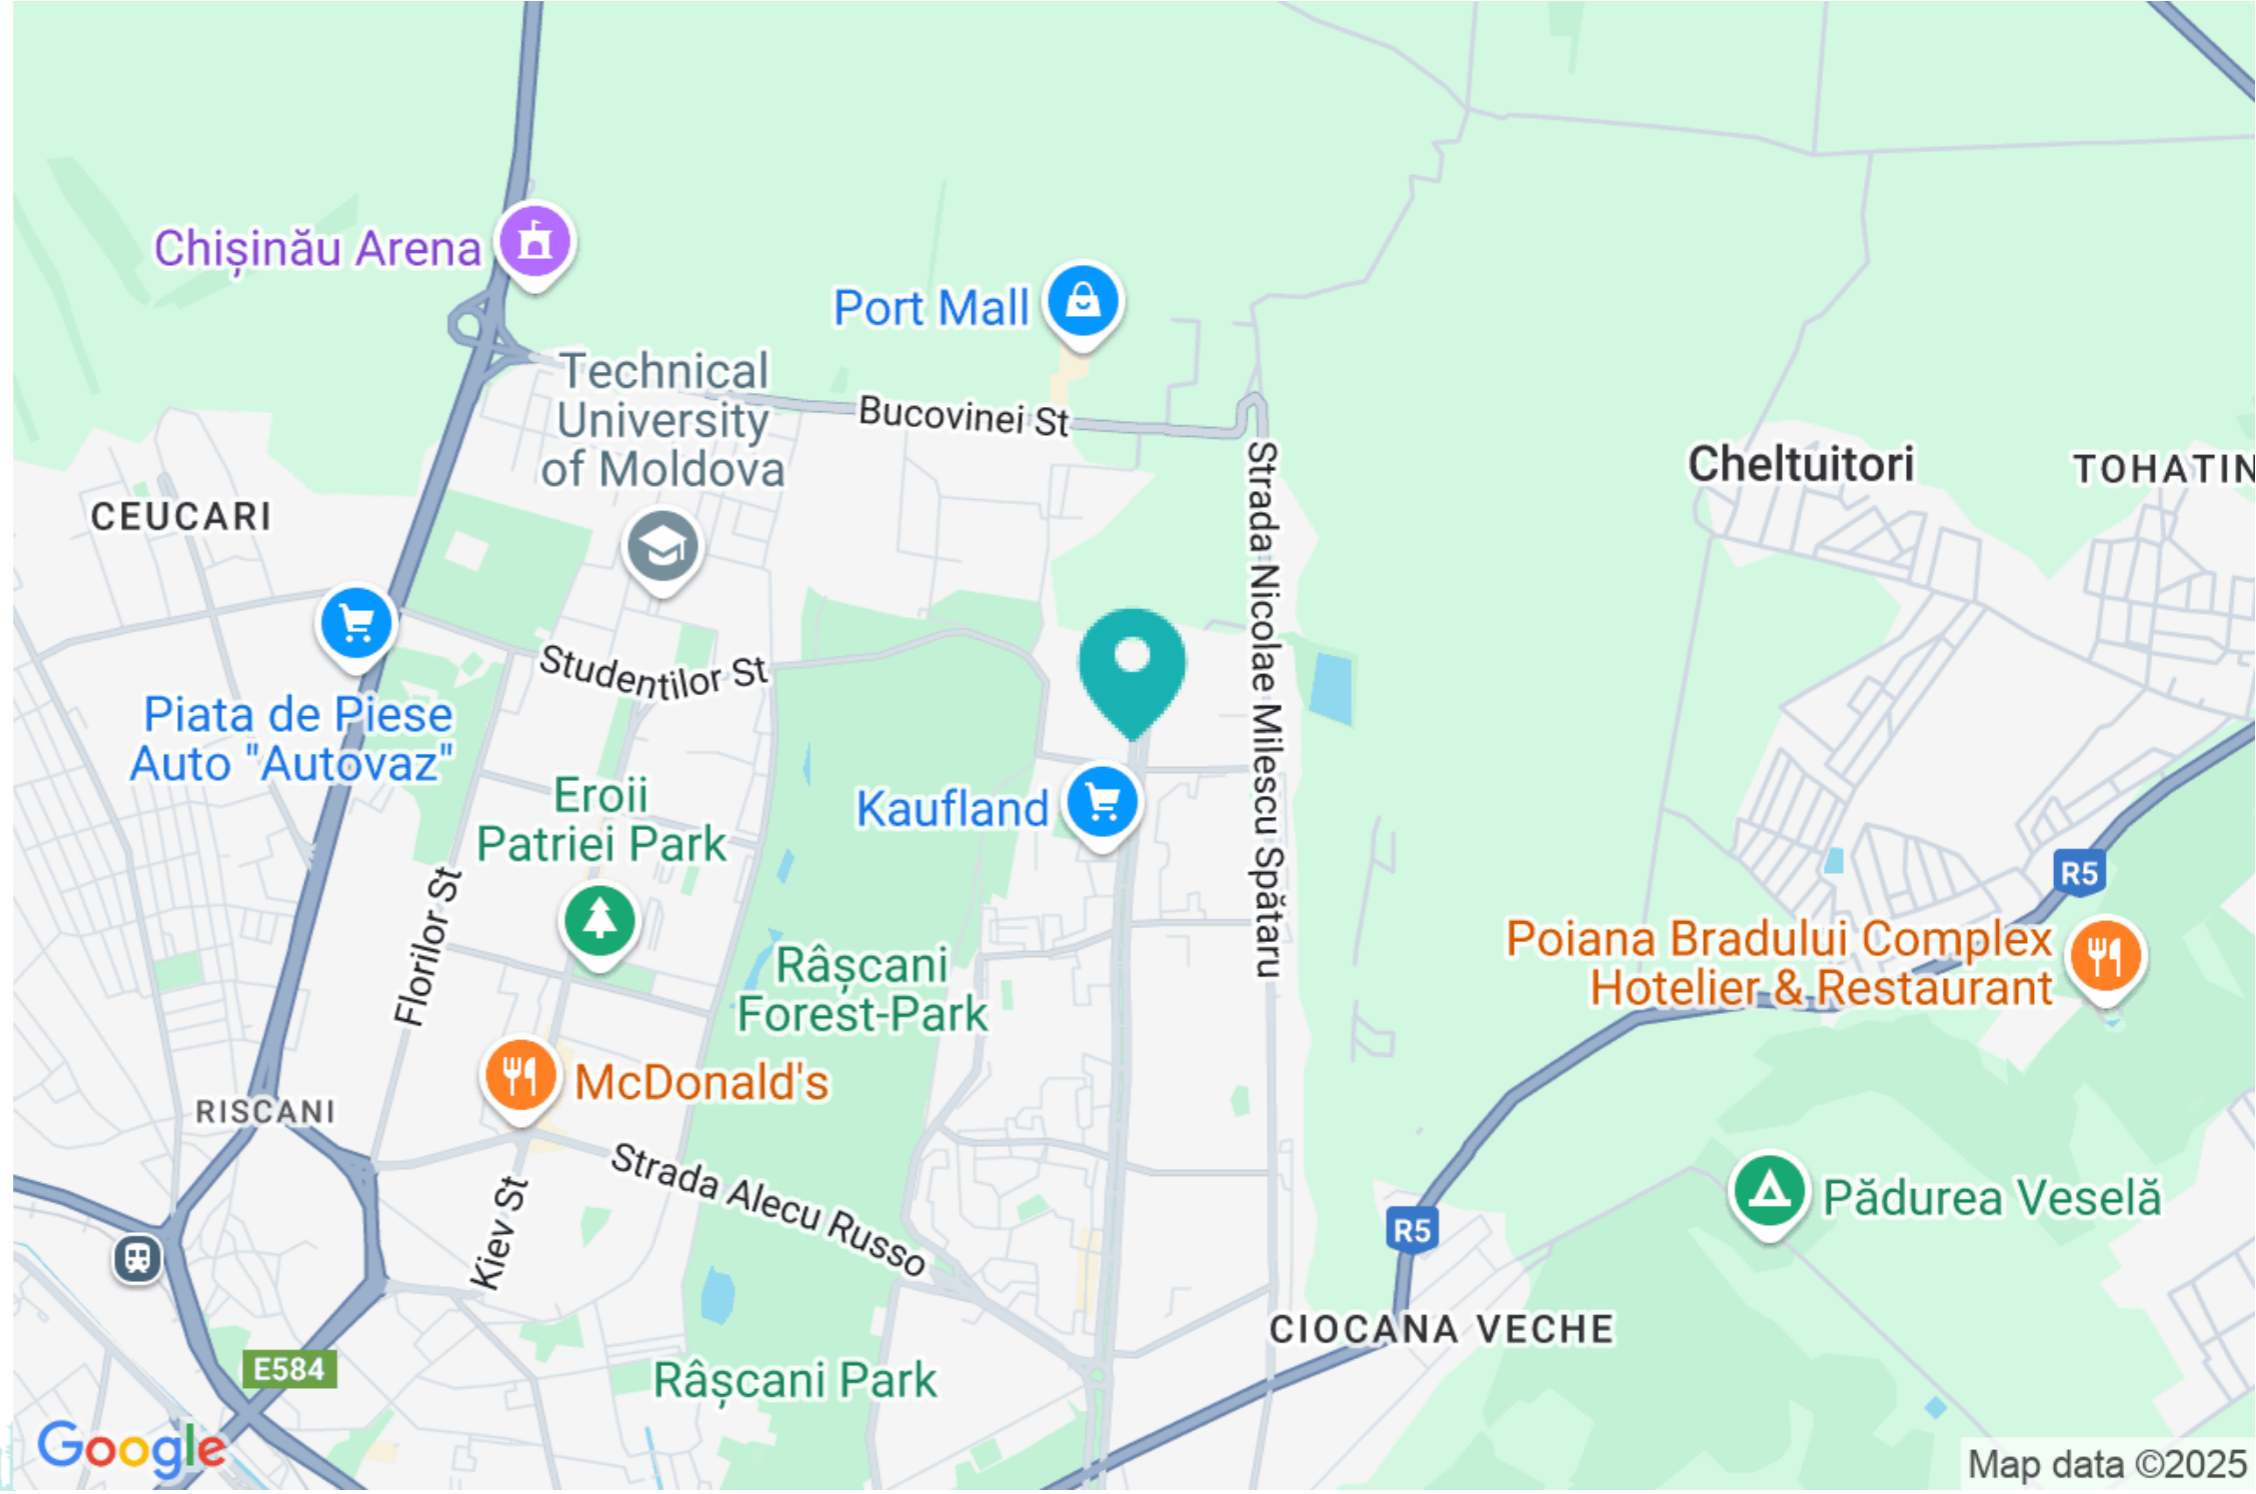 Chișinău Arena
Port Mall
Technical
University
of Moldova
Bucovinei St
Cheltuitori
TOHATIN
CEUCARI
Strada Nicolae Milescu Spătaru
Studentilor St
Piata de Piese
Auto "Autovaz"
Eroii
Patriei Park
Kaufland
R5
Florilor St
Poiana Bradului Complex
Hotelier & Restaurant
Râșcani
Forest-Park
McDonald's
RISCANI
Strada Alecu Russo
Kiev St
Pădurea Veselă
R5
CIOCANA VECHE
E584
Râșcani Park
Google
Map data ©2025